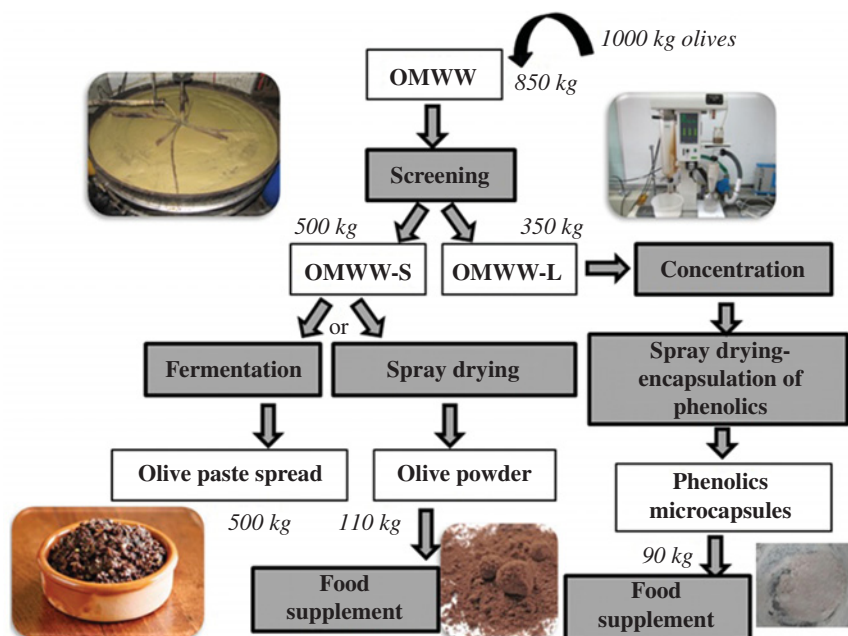 1000 kg olives
OMWW
850 kg
Screening
500 kg
350 kg
OMWW-S
OMWW-L
Concentration
or
Fermentation
Spray drying
Spray drying-
encapsulation of
phenolics
Olive paste spread
Olive powder
Phenolics
microcapsules
500 kg
110 kg
90 kg
Food
supplement
Food
supplement